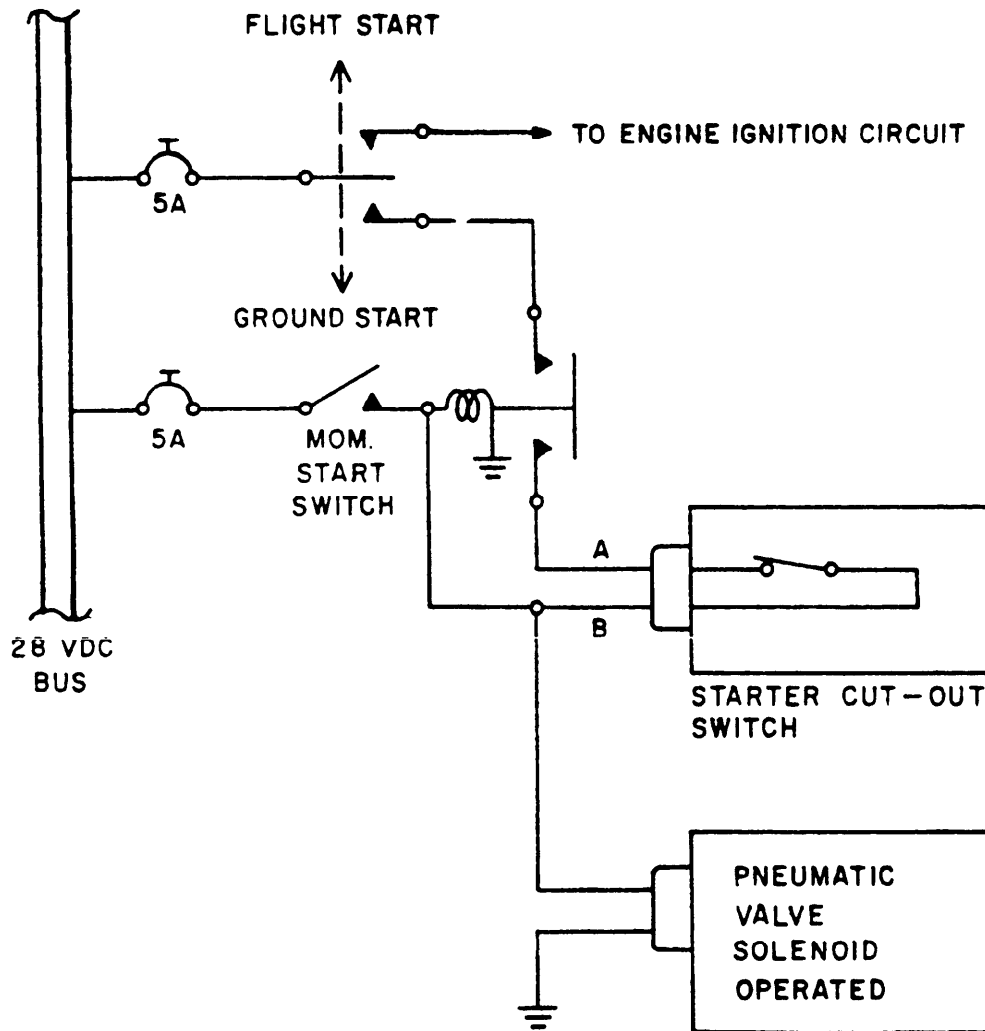 FLIGHT START
TO ENGINE IGNITION CIRCUIT
5A
GROUND START
5A
MOM.
START
SWITCH
A
B
28 VDC
BUS
STARTER CUT-OUT
SWITCH
PNEUMATIC
VALVE
SOLENOID
OPERATED